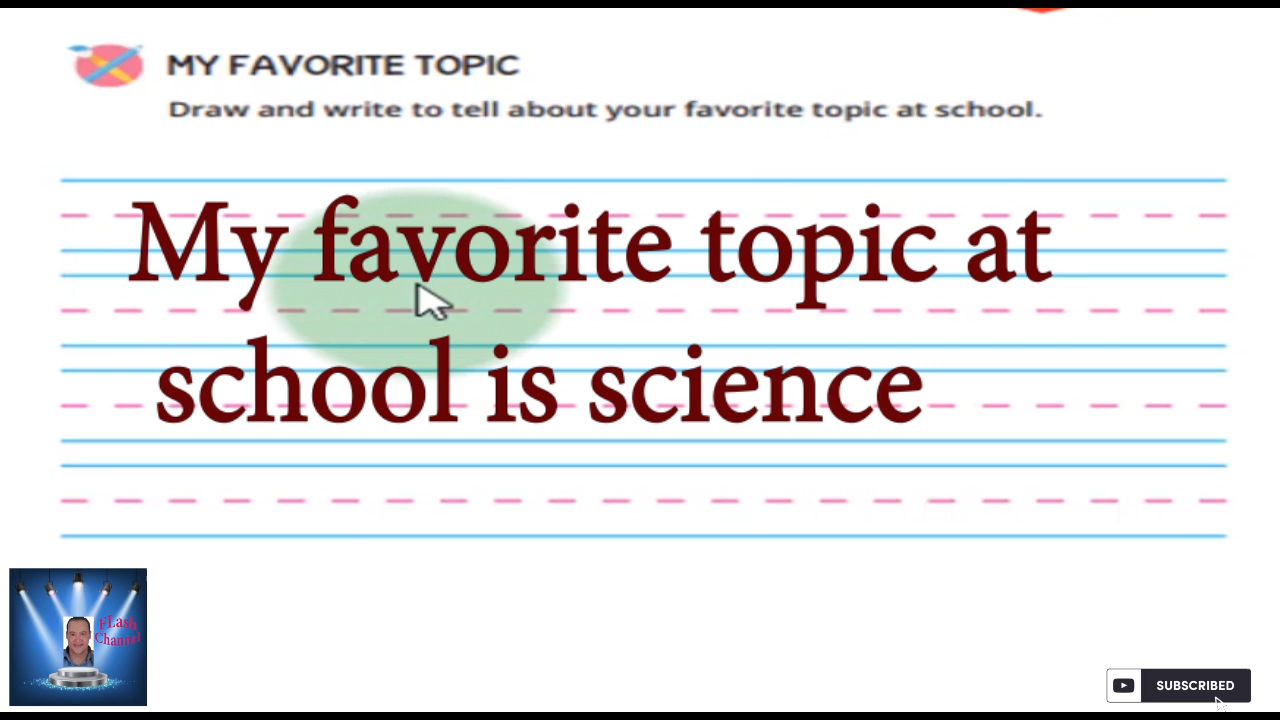 MY FAVORITE TOPIC
Draw and write to tell about your favorite topic at school.
My favorite topic at
school is science
FLash
Channel
SUBSCRIBED